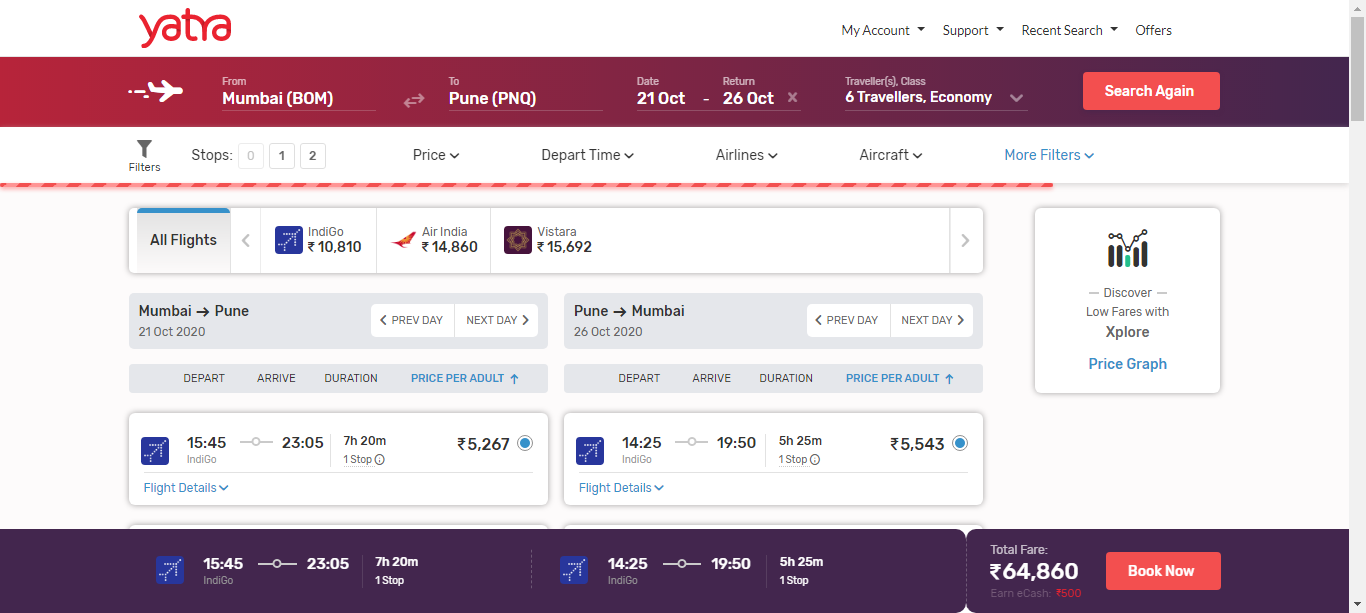 yatra
My Account Support Recent Search Offers
From To Date Return Traveller(s), Class
Mumbai (BOM) Pune (PNQ) 21 Oct - 26 Oct 6 Travellers, Economy Search Again
Filters Stops: 0 1 2 Price Depart Time Airlines Aircraft More Filters
All Flights
IndiGo
₹ 10,810
Air India
₹ 14,860
Vistara
₹ 15,692
Discover
Low Fares with
Xplore
Price Graph
Mumbai → Pune
21 Oct 2020
PREV DAY NEXT DAY
Pune → Mumbai
26 Oct 2020
PREV DAY NEXT DAY
DEPART ARRIVE DURATION PRICE PER ADULT ↑
DEPART ARRIVE DURATION PRICE PER ADULT ↑
15:45 23:05 7h 20m ₹5,267
IndiGo 1 Stop
Flight Details
14:25 19:50 5h 25m ₹5,543
IndiGo 1 Stop
Flight Details
15:45 23:05 7h 20m
IndiGo 1 Stop
14:25 19:50 5h 25m
IndiGo 1 Stop
Total Fare:
₹64,860
Earn eCash: ₹500
Book Now